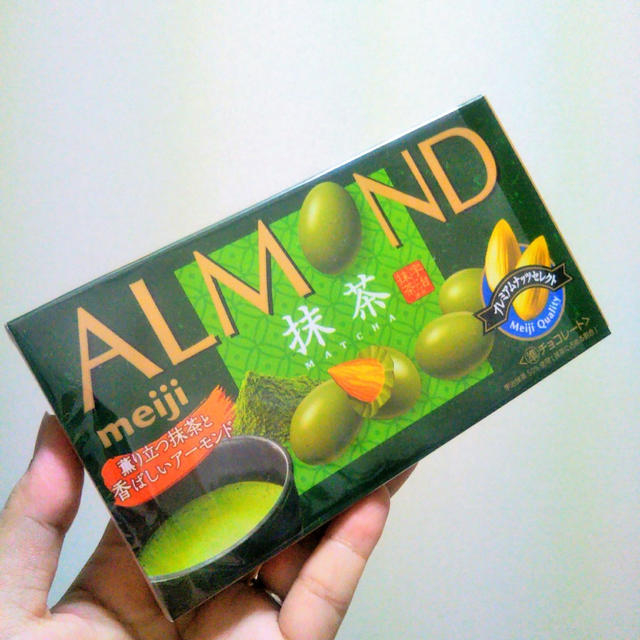 ALMOND
抹茶
MATCHA
meiji
薫り立つ抹茶と
香ばしいアーモンド
プレミアムナッツセレクト
Meiji Quality
準チョコレート